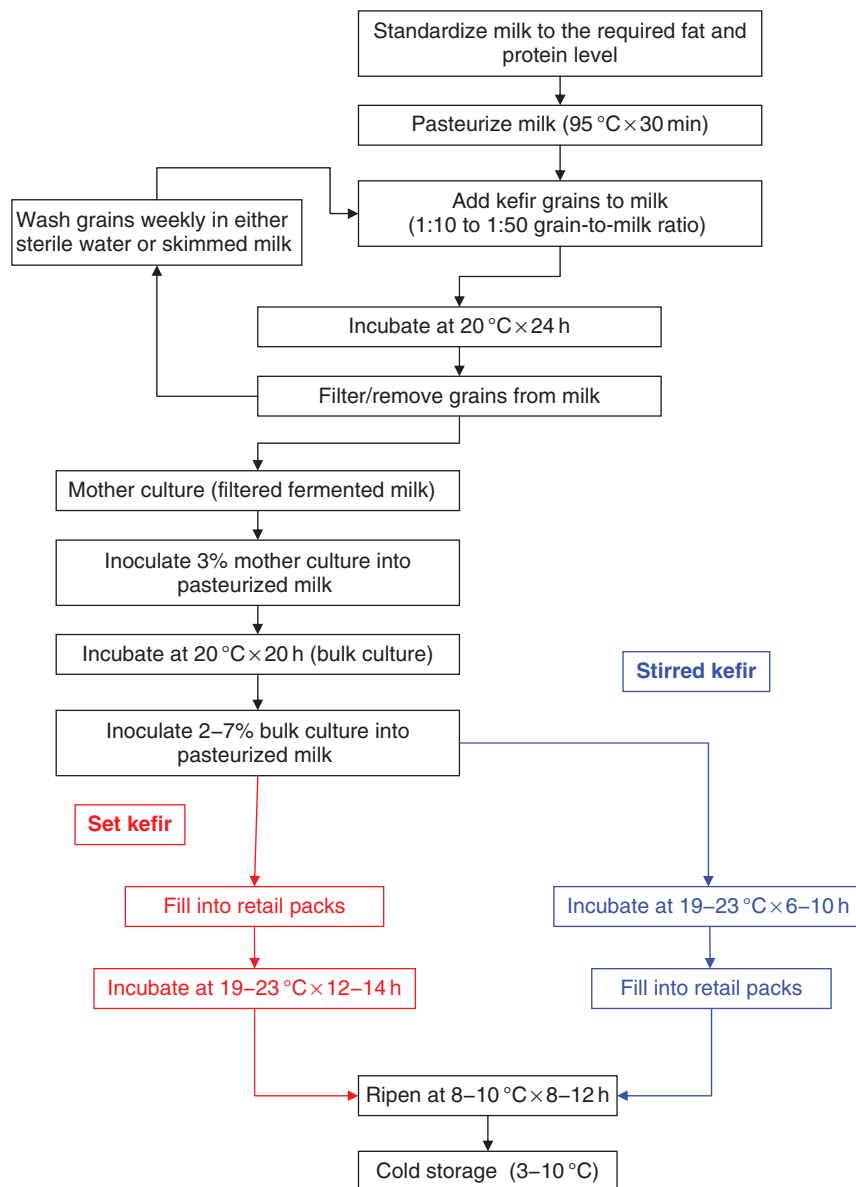 Standardize milk to the required fat and
protein level
Pasteurize milk (95 °C × 30 min)
Add kefir grains to milk
(1:10 to 1:50 grain-to-milk ratio)
Wash grains weekly in either
sterile water or skimmed milk
Incubate at 20 °C × 24 h
Filter/remove grains from milk
Mother culture (filtered fermented milk)
Inoculate 3% mother culture into
pasteurized milk
Incubate at 20 °C × 20 h (bulk culture)
Stirred kefir
Inoculate 2–7% bulk culture into
pasteurized milk
Set kefir
Fill into retail packs
Incubate at 19–23 °C × 6–10 h
Incubate at 19–23 °C × 12–14 h
Fill into retail packs
Ripen at 8–10 °C × 8–12 h
Cold storage (3–10 °C)